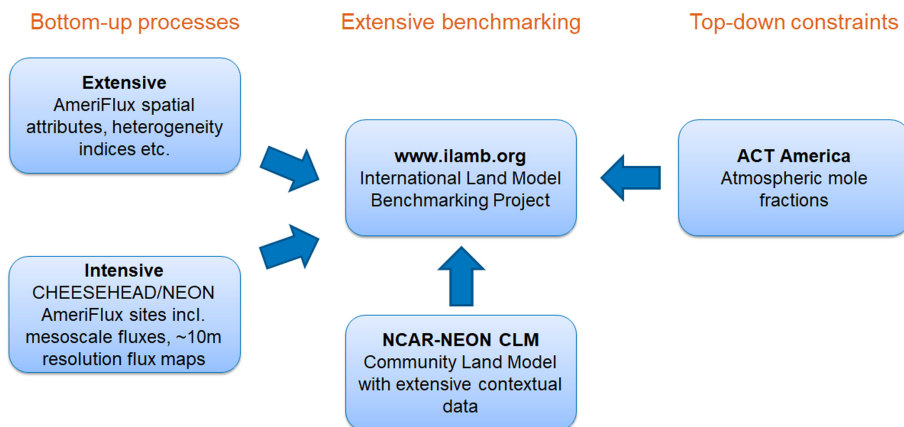 Bottom-up processes
Extensive benchmarking
Top-down constraints
Extensive
AmeriFlux spatial
attributes, heterogeneity
indices etc.
www.ilamb.org
International Land Model
Benchmarking Project
ACT America
Atmospheric mole
fractions
Intensive
CHEESEHEAD/NEON
AmeriFlux sites incl.
mesoscale fluxes, ~10m
resolution flux maps
NCAR-NEON CLM
Community Land Model
with extensive contextual
data